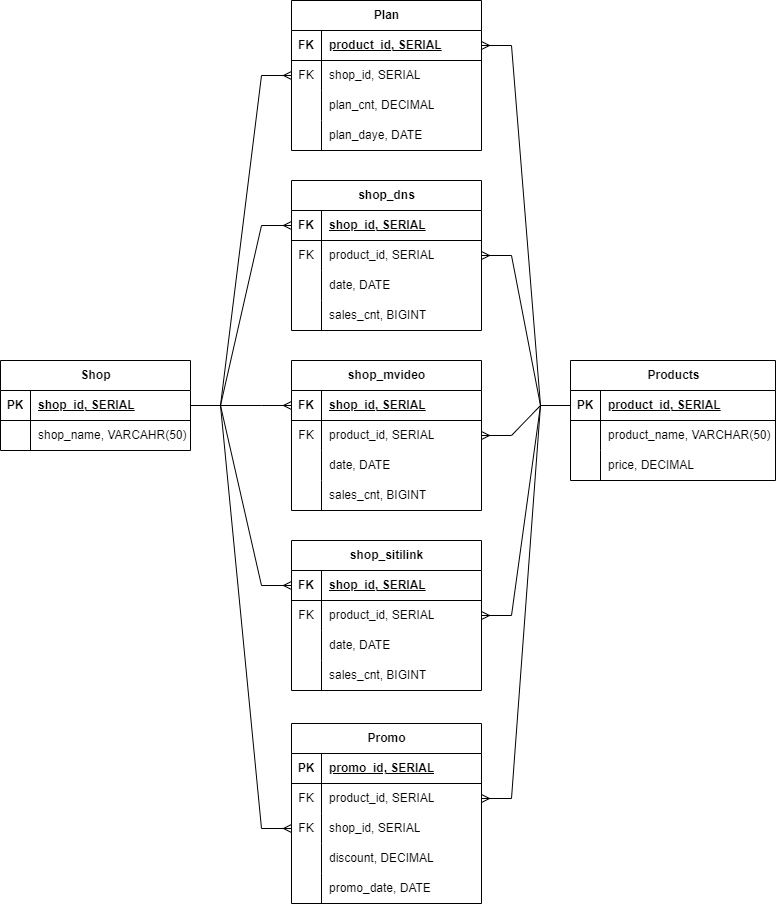 Plan
FK product_id, SERIAL
FK shop_id, SERIAL
plan_cnt, DECIMAL
plan_daye, DATE
shop_dns
FK shop_id, SERIAL
FK product_id, SERIAL
date, DATE
sales_cnt, BIGINT
Shop
PK shop_id, SERIAL
shop_name, VARCAHR(50)
shop_mvideo
FK shop_id, SERIAL
FK product_id, SERIAL
date, DATE
sales_cnt, BIGINT
Products
PK product_id, SERIAL
product_name, VARCHAR(50)
price, DECIMAL
shop_sitilink
FK shop_id, SERIAL
FK product_id, SERIAL
date, DATE
sales_cnt, BIGINT
Promo
PK promo_id, SERIAL
FK product_id, SERIAL
FK shop_id, SERIAL
discount, DECIMAL
promo_date, DATE